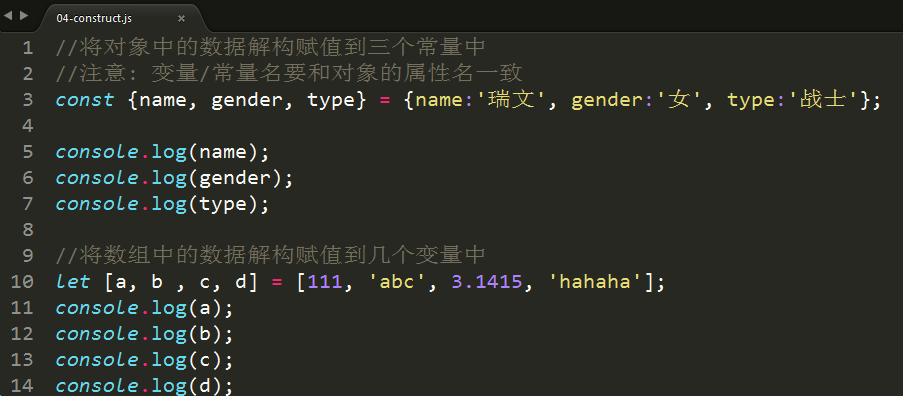 04-construct.js ×
1 //将对象中的数据解构赋值到三个常量中
2 //注意: 变量/常量名要和对象的属性名一致
3 const {name, gender, type} = {name:'瑞文', gender:'女', type:'战士'};
4
5 console.log(name);
6 console.log(gender);
7 console.log(type);
8
9 //将数组中的数据解构赋值到几个变量中
10 let [a, b , c, d] = [111, 'abc', 3.1415, 'hahaha'];
11 console.log(a);
12 console.log(b);
13 console.log(c);
14 console.log(d);